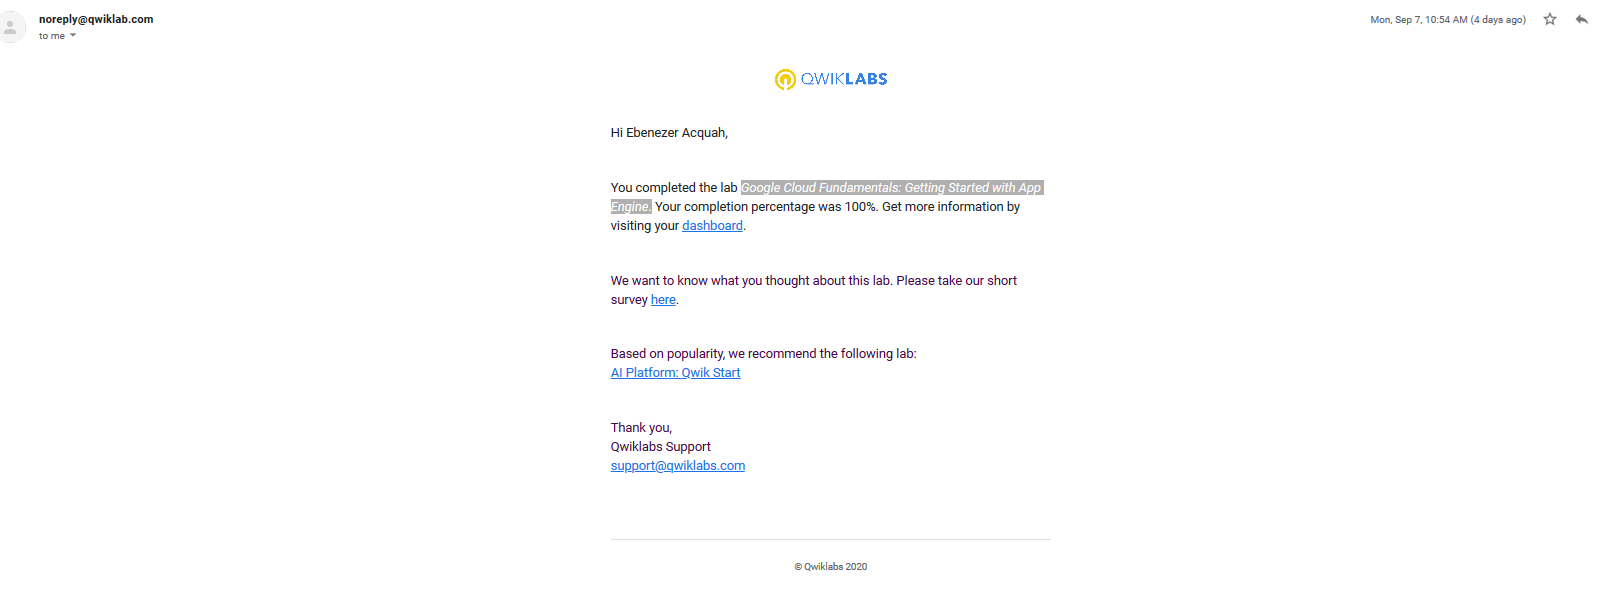 noreply@qwiklab.com
Mon, Sep 7, 10:54 AM (4 days ago)
to me
QWIKLABS
Hi Ebenezer Acquah,
You completed the lab Google Cloud Fundamentals: Getting Started with App
Engine. Your completion percentage was 100%. Get more information by
visiting your dashboard.
We want to know what you thought about this lab. Please take our short
survey here.
Based on popularity, we recommend the following lab:
AI Platform: Qwik Start
Thank you,
Qwiklabs Support
support@qwiklabs.com
© Qwiklabs 2020